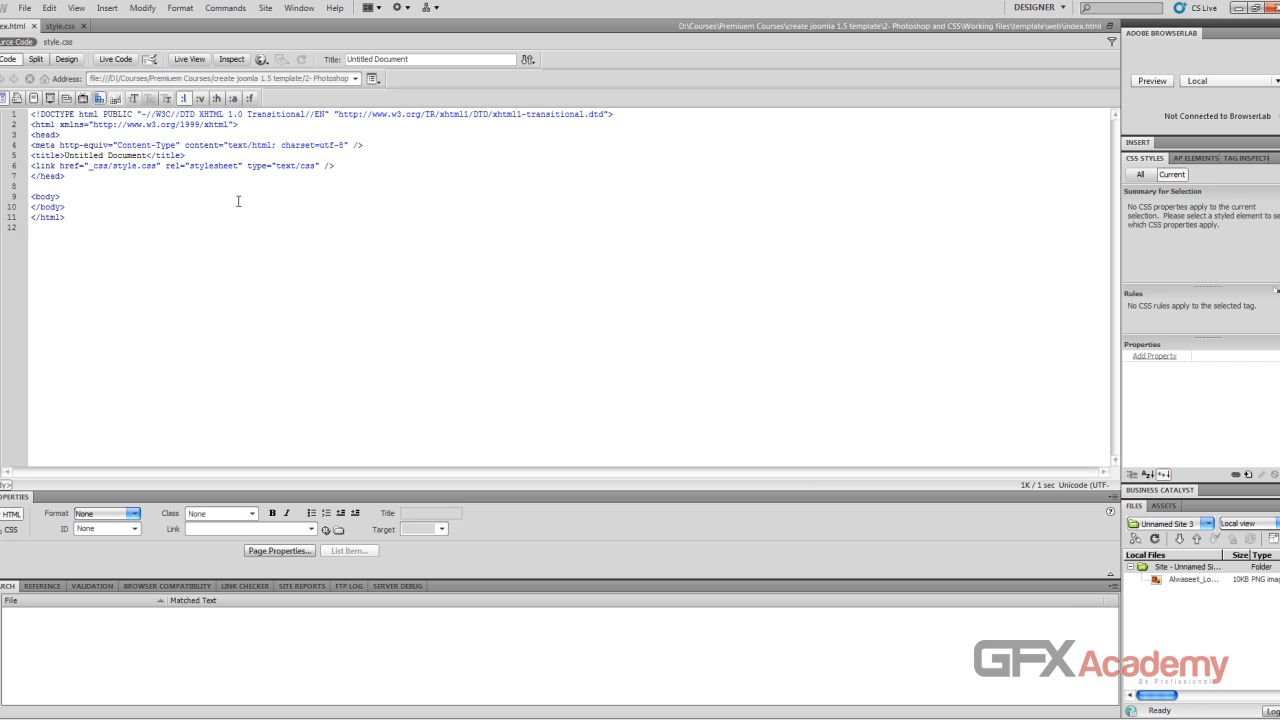 File Edit View Insert Modify Format Commands Site Window Help DESIGNER CS Live
ex.html style.css D:\Courses\Premiuem Courses\create joomla 1.5 template\2- Photoshop and CSS\Working files\template\web\index.html
urce Code style.css
Code Split Design Live Code Live View Inspect Title: Untitled Document
Address: file:///D|/Courses/Premiuem Courses/create joomla 1.5 template/2- Photoshop
1 <!DOCTYPE html PUBLIC "-//W3C//DTD XHTML 1.0 Transitional//EN" "http://www.w3.org/TR/xhtml1/DTD/xhtml1-transitional.dtd">
2 <html xmlns="http://www.w3.org/1999/xhtml">
3 <head>
4 <meta http-equiv="Content-Type" content="text/html; charset=utf-8" />
5 <title>Untitled Document</title>
6 <link href="_css/style.css" rel="stylesheet" type="text/css" />
7 </head>
8
9 <body>
10 </body>
11 </html>
12
dy>
1K / 1 sec Unicode (UTF-
OPERTIES
HTML Format None Class None B I Title
CSS ID None Link Target
Page Properties... List Item...
RCH REFERENCE VALIDATION BROWSER COMPATIBILITY LINK CHECKER SITE REPORTS FTP LOG SERVER DEBUG
File Matched Text
ADOBE BROWSERLAB
Preview Local
Not Connected to BrowserLab
INSERT
CSS STYLES AP ELEMENTS TAG INSPECT
All Current
Summary for Selection
No CSS properties apply to the current
selection. Please select a styled element to se
which CSS properties apply.
Rules
No CSS rules apply to the selected tag.
Properties
Add Property
BUSINESS CATALYST
FILES ASSETS
Unnamed Site 3 Local view
Local Files Size Type
Site - Unnamed Si... Folder
Alwaseet_Lo... 10KB PNG imag
GFX Academy
Be Profissional
Ready Log